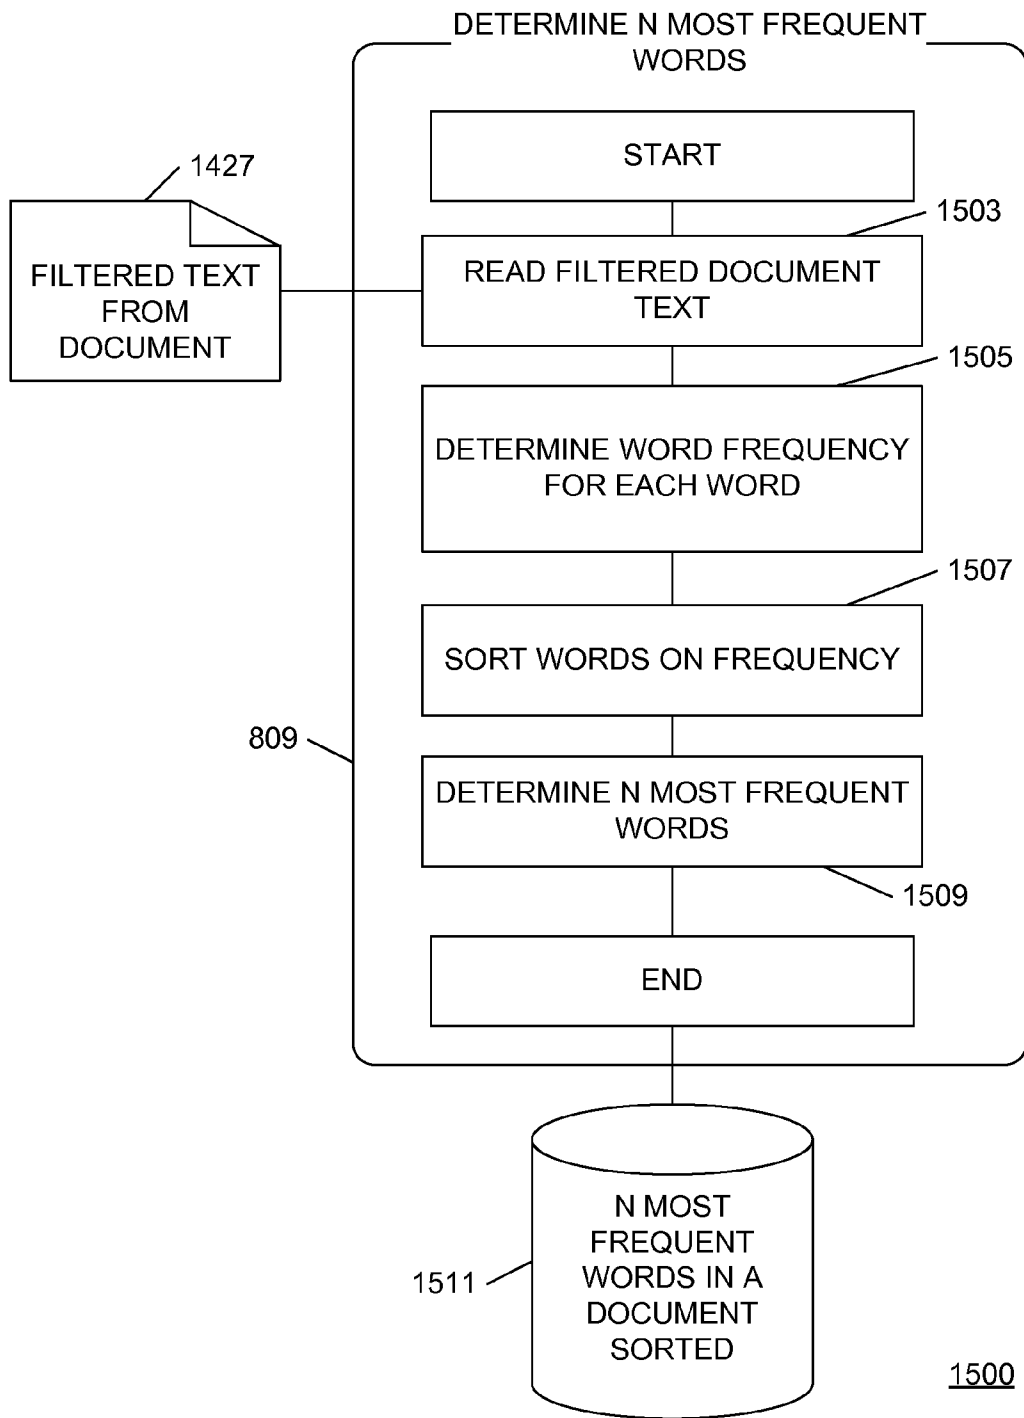 DETERMINE N MOST FREQUENT
WORDS
START
1427
1503
FILTERED TEXT
FROM
DOCUMENT
READ FILTERED DOCUMENT
TEXT
1505
DETERMINE WORD FREQUENCY
FOR EACH WORD
1507
SORT WORDS ON FREQUENCY
809
DETERMINE N MOST FREQUENT
WORDS
1509
END
N MOST
FREQUENT
WORDS IN A
DOCUMENT
SORTED
1511
1500